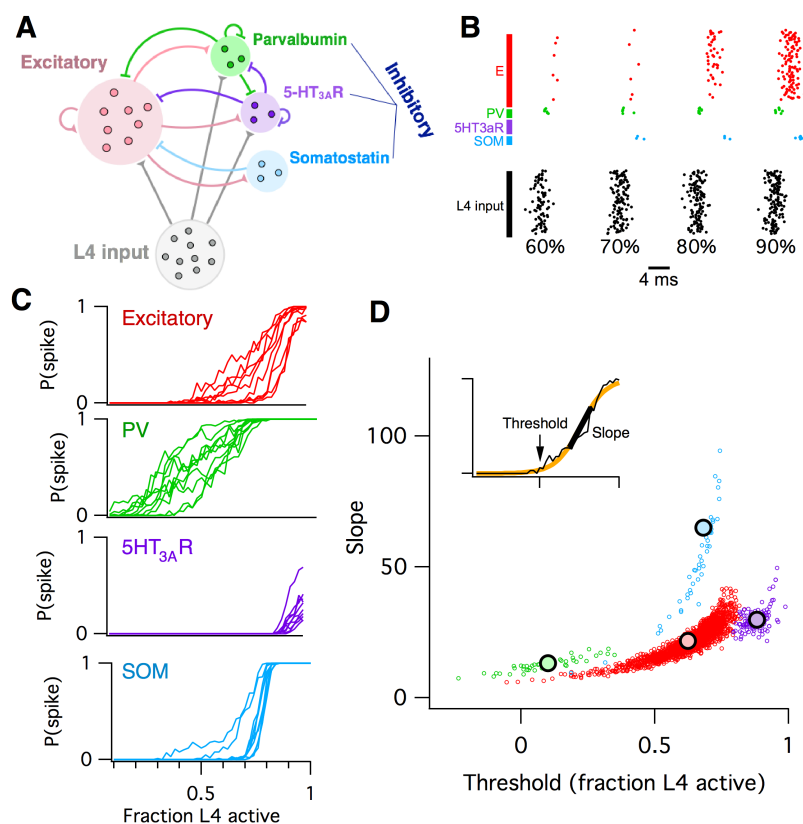 A
Excitatory
Parvalbumin
5-HT3AR
Inhibitory
Somatostatin
L4 input
B
E
PV
5HT3aR
SOM
L4 input
60% 70% 80% 90%
4 ms
C
1
P(spike)
0
Excitatory
1
P(spike)
0
PV
1
P(spike)
0
5HT3AR
1
P(spike)
0
SOM
0.5 1
Fraction L4 active
D
100
50
0
Slope
Threshold
Slope
0 0.5 1
Threshold (fraction L4 active)